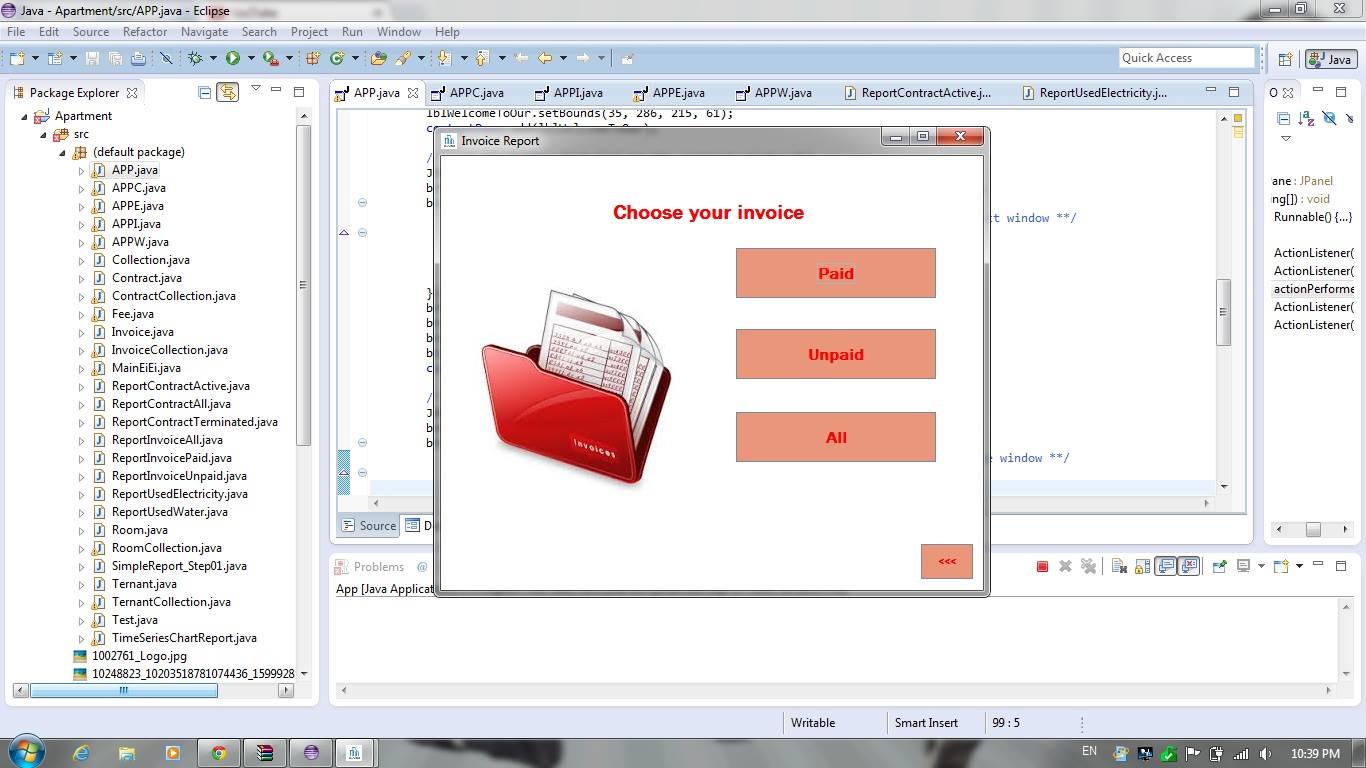 Java - Apartment/src/APP.java - Eclipse
File Edit Source Refactor Navigate Search Project Run Window Help
Quick Access
Java
Package Explorer
APP.java
APPC.java
APPI.java
APPE.java
APPW.java
ReportContractActive.j...
ReportUsedElectricity.j...
Apartment
src
(default package)
APP.java
APPC.java
APPE.java
APPI.java
APPW.java
Collection.java
Contract.java
ContractCollection.java
Fee.java
Invoice.java
InvoiceCollection.java
MainEiEi.java
ReportContractActive.java
ReportContractAll.java
ReportContractTerminated.java
ReportInvoiceAll.java
ReportInvoicePaid.java
ReportInvoiceUnpaid.java
ReportUsedElectricity.java
ReportUsedWater.java
Room.java
RoomCollection.java
SimpleReport_Step01.java
Ternant.java
TernantCollection.java
Test.java
TimeSeriesChartReport.java
1002761_Logo.jpg
10248823_10203518781074436_1599928
lblWelcomeToOur.setBounds(35, 286, 215, 61);
t window **/
window **/
Invoice Report
Choose your invoice
Paid
Unpaid
All
Invoices
<<<
ane : JPanel
ng[]) : void
Runnable() {...}
ActionListener(
ActionListener(
actionPerforme
ActionListener(
ActionListener(
Source
Problems @
App [Java Applicat
Writable
Smart Insert
99 : 5
EN
10:39 PM